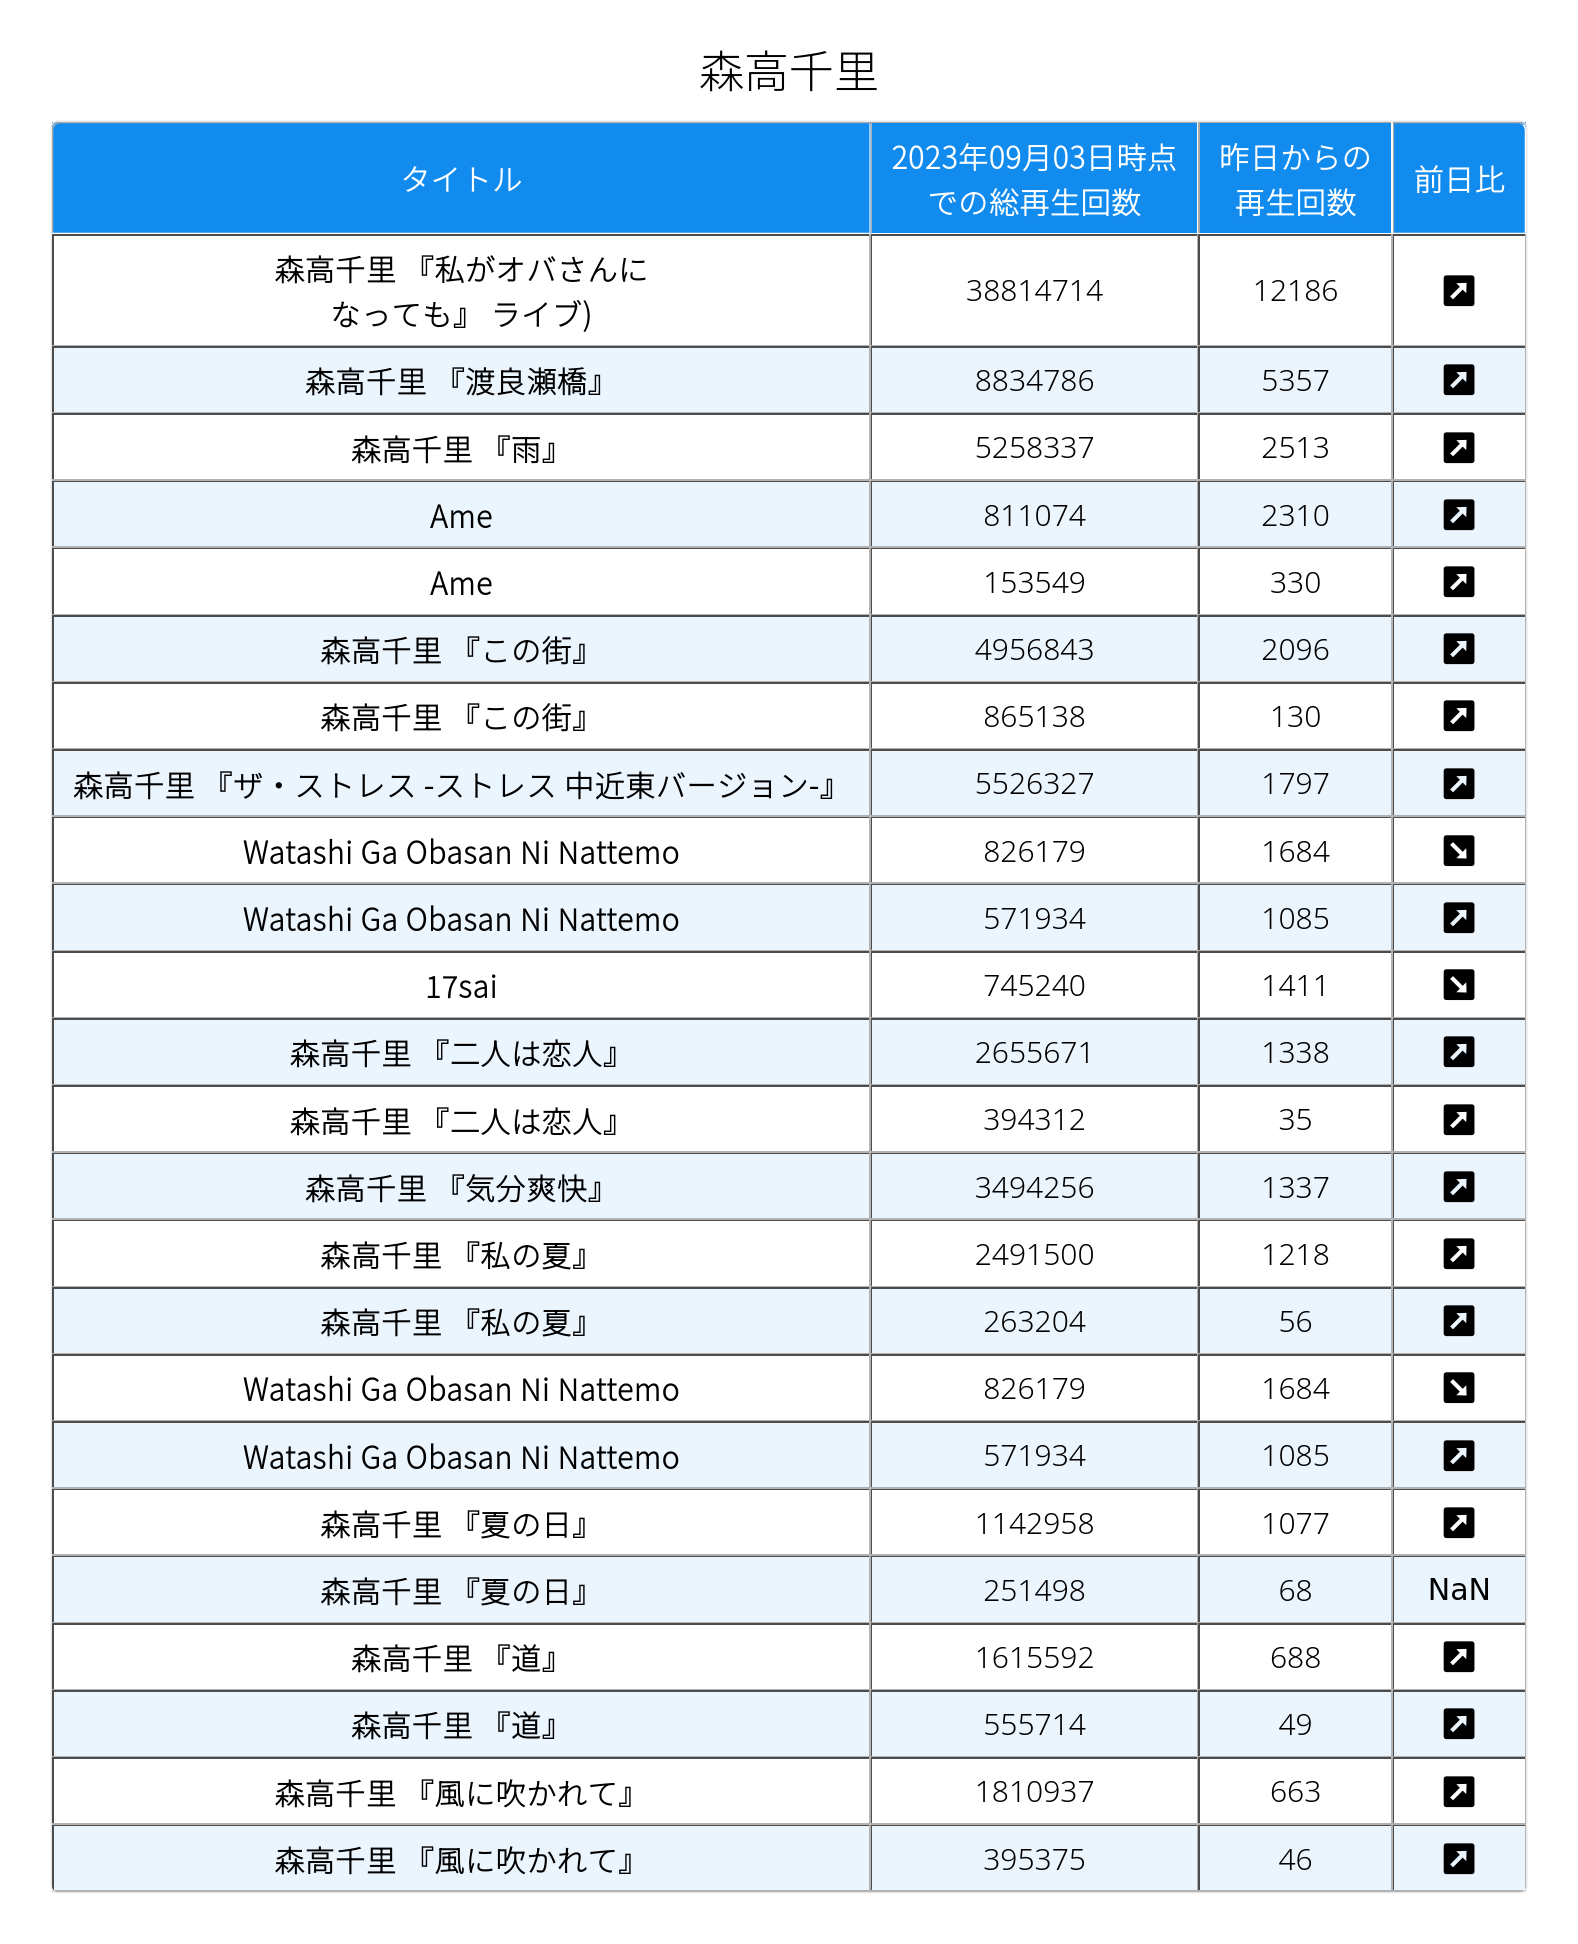 森高千里
タイトル 2023年09月03日時点での総再生回数 昨日からの再生回数 前日比
森高千里 『私がオバさんに
なっても』 ライブ) 38814714 12186 ↗
森高千里 『渡良瀬橋』 8834786 5357 ↗
森高千里 『雨』 5258337 2513 ↗
Ame 811074 2310 ↗
Ame 153549 330 ↗
森高千里 『この街』 4956843 2096 ↗
森高千里 『この街』 865138 130 ↗
森高千里 『ザ・ストレス -ストレス 中近東バージョン-』 5526327 1797 ↗
Watashi Ga Obasan Ni Nattemo 826179 1684 ↘
Watashi Ga Obasan Ni Nattemo 571934 1085 ↗
17sai 745240 1411 ↘
森高千里 『二人は恋人』 2655671 1338 ↗
森高千里 『二人は恋人』 394312 35 ↗
森高千里 『気分爽快』 3494256 1337 ↗
森高千里 『私の夏』 2491500 1218 ↗
森高千里 『私の夏』 263204 56 ↗
Watashi Ga Obasan Ni Nattemo 826179 1684 ↘
Watashi Ga Obasan Ni Nattemo 571934 1085 ↗
森高千里 『夏の日』 1142958 1077 ↗
森高千里 『夏の日』 251498 68 NaN
森高千里 『道』 1615592 688 ↗
森高千里 『道』 555714 49 ↗
森高千里 『風に吹かれて』 1810937 663 ↗
森高千里 『風に吹かれて』 395375 46 ↗